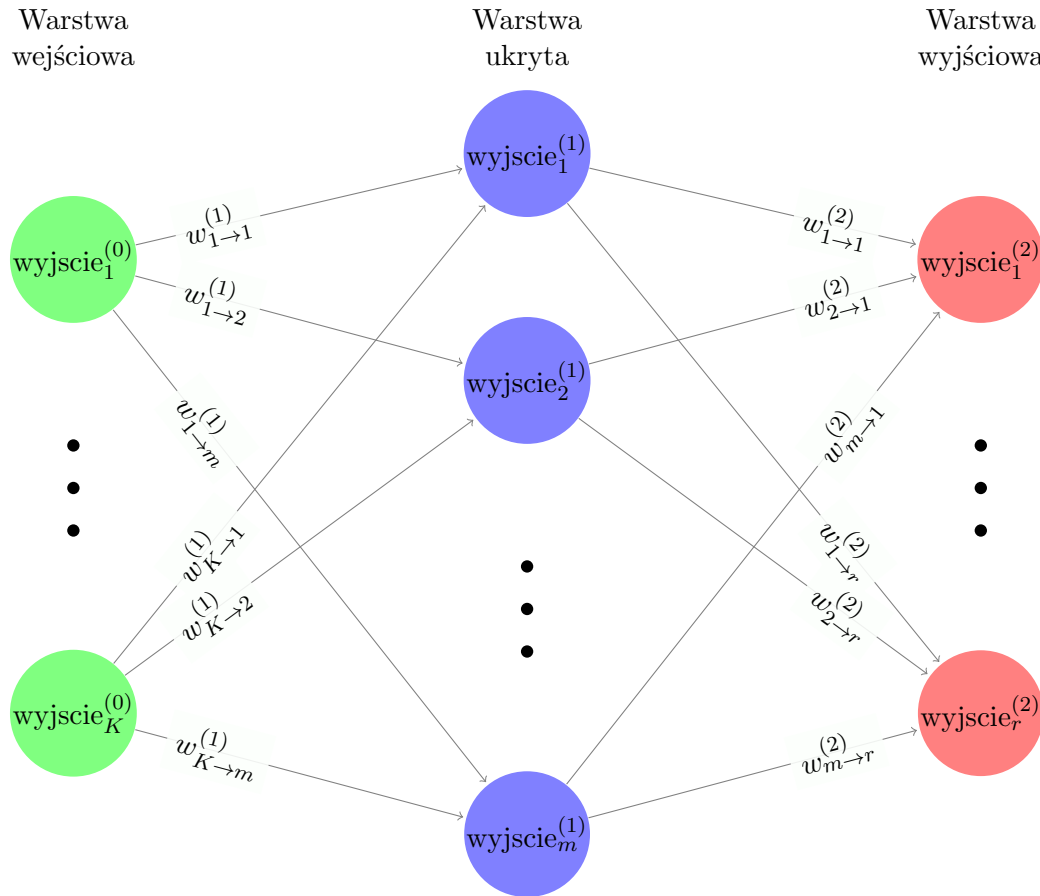 Warstwa
wejściowa
Warstwa
ukryta
Warstwa
wyjściowa
wyjscie_1^{(0)}
wyjscie_K^{(0)}
w_{1→1}^{(1)}
w_{1→2}^{(1)}
w_{1→m}^{(1)}
w_{K→1}^{(1)}
w_{K→2}^{(1)}
w_{K→m}^{(1)}
wyjscie_1^{(1)}
wyjscie_2^{(1)}
wyjscie_m^{(1)}
w_{1→1}^{(2)}
w_{2→1}^{(2)}
w_{m→1}^{(2)}
w_{1→r}^{(2)}
w_{2→r}^{(2)}
w_{m→r}^{(2)}
wyjscie_1^{(2)}
wyjscie_r^{(2)}